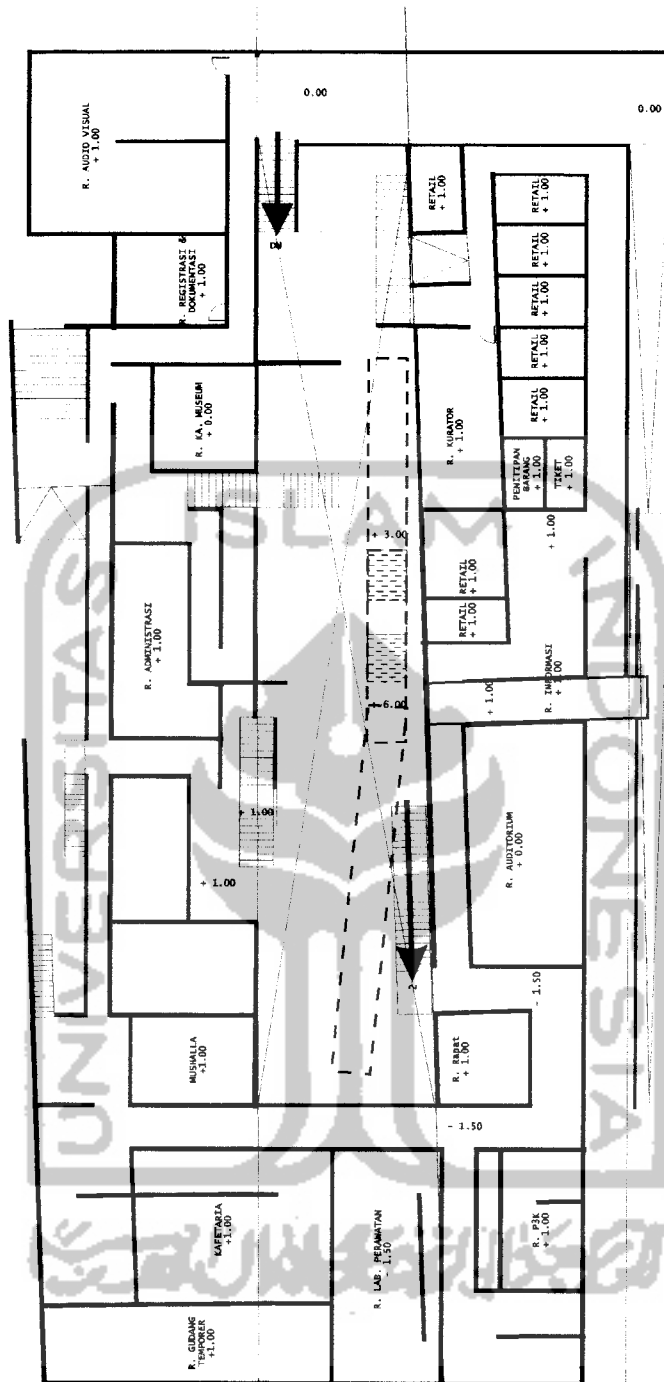 0.00
0.00
R. AUDIO VISUAL
+ 1.00
RETAIL
+ 1.00
RETAIL
+ 1.00
R. REGISTRASI &
DOKUMENTASI
+ 1.00
DN
RETAIL
+ 1.00
RETAIL
+ 1.00
RETAIL
+ 1.00
R. KA. MUSEUM
+ 0.00
R. KURATOR
+ 1.00
RETAIL
+ 1.00
PENITIPAN
BARANG
+ 1.00
TIKET
+ 1.00
+ 3.00
+ 1.00
R. ADMINISTRASI
+ 1.00
RETAIL
+ 1.00
RETAIL
+ 1.00
+ 6.00
+ 1.00
R. INFORMASI
+ 1.00
+ 1.00
+ 1.00
R. AUDITORIUM
+ 0.00
- 1.50
MUSHALLA
+1.00
R. Rapat
+ 1.00
- 1.50
KAFETARIA
+1.00
R. LAB. PERAWATAN
- 1.50
R. P3K
+ 1.00
R. GUDANG
TEMPORER
+1.00
UNIVERSITAS
ISLAM
INDONESIA